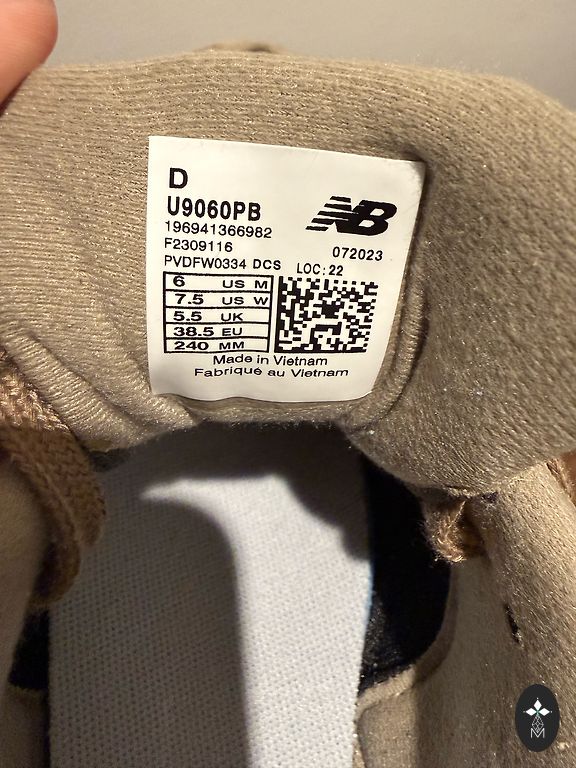 D
U9060PB
NB
196941366982
F2309116
072023
PVDFW0334 DCS LOC: 22
6 US M
7.5 US W
5.5 UK
38.5 EU
240 MM
Made in Vietnam
Fabriqué au Vietnam
M